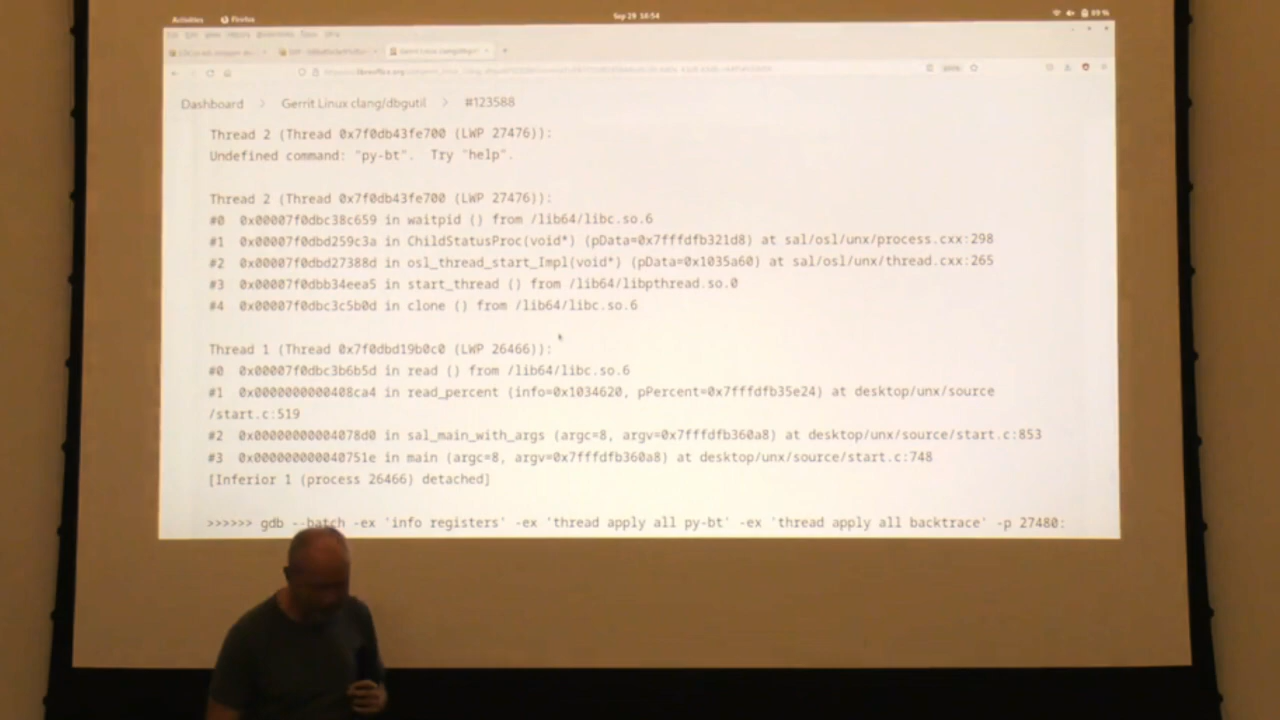 Activities Firefox Sep 29 16:54
Dashboard > Gerrit Linux clang/dbgutil > #123588
Thread 2 (Thread 0x7f0db43fe700 (LWP 27476)):
Undefined command: "py-bt".  Try "help".
Thread 2 (Thread 0x7f0db43fe700 (LWP 27476)):
#0  0x00007f0dbc38c659 in waitpid () from /lib64/libc.so.6
#1  0x00007f0dbd259c3a in ChildStatusProc(void*) (pData=0x7fffdfb321d8) at sal/osl/unx/process.cxx:298
#2  0x00007f0dbd27388d in osl_thread_start_Impl(void*) (pData=0x1035a60) at sal/osl/unx/thread.cxx:265
#3  0x00007f0dbb34eea5 in start_thread () from /lib64/libpthread.so.0
#4  0x00007f0dbc3c5b0d in clone () from /lib64/libc.so.6
Thread 1 (Thread 0x7f0dbd19b0c0 (LWP 26466)):
#0  0x00007f0dbc3b6b5d in read () from /lib64/libc.so.6
#1  0x0000000000408ca4 in read_percent (info=0x1034620, pPercent=0x7fffdfb35e24) at desktop/unx/source
/start.c:519
#2  0x00000000004078d0 in sal_main_with_args (argc=8, argv=0x7fffdfb360a8) at desktop/unx/source/start.c:853
#3  0x000000000040751e in main (argc=8, argv=0x7fffdfb360a8) at desktop/unx/source/start.c:748
[Inferior 1 (process 26466) detached]
>>>>>> gdb --batch -ex 'info registers' -ex 'thread apply all py-bt' -ex 'thread apply all backtrace' -p 27480: